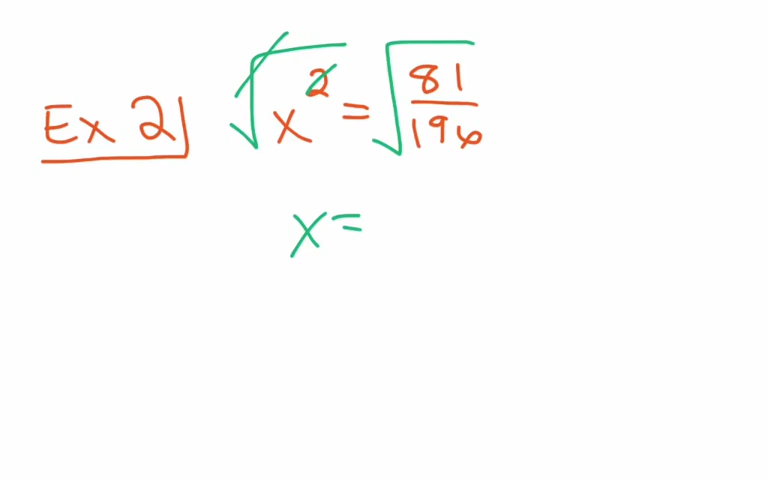 Ex 2 √x² = √81/196
x =